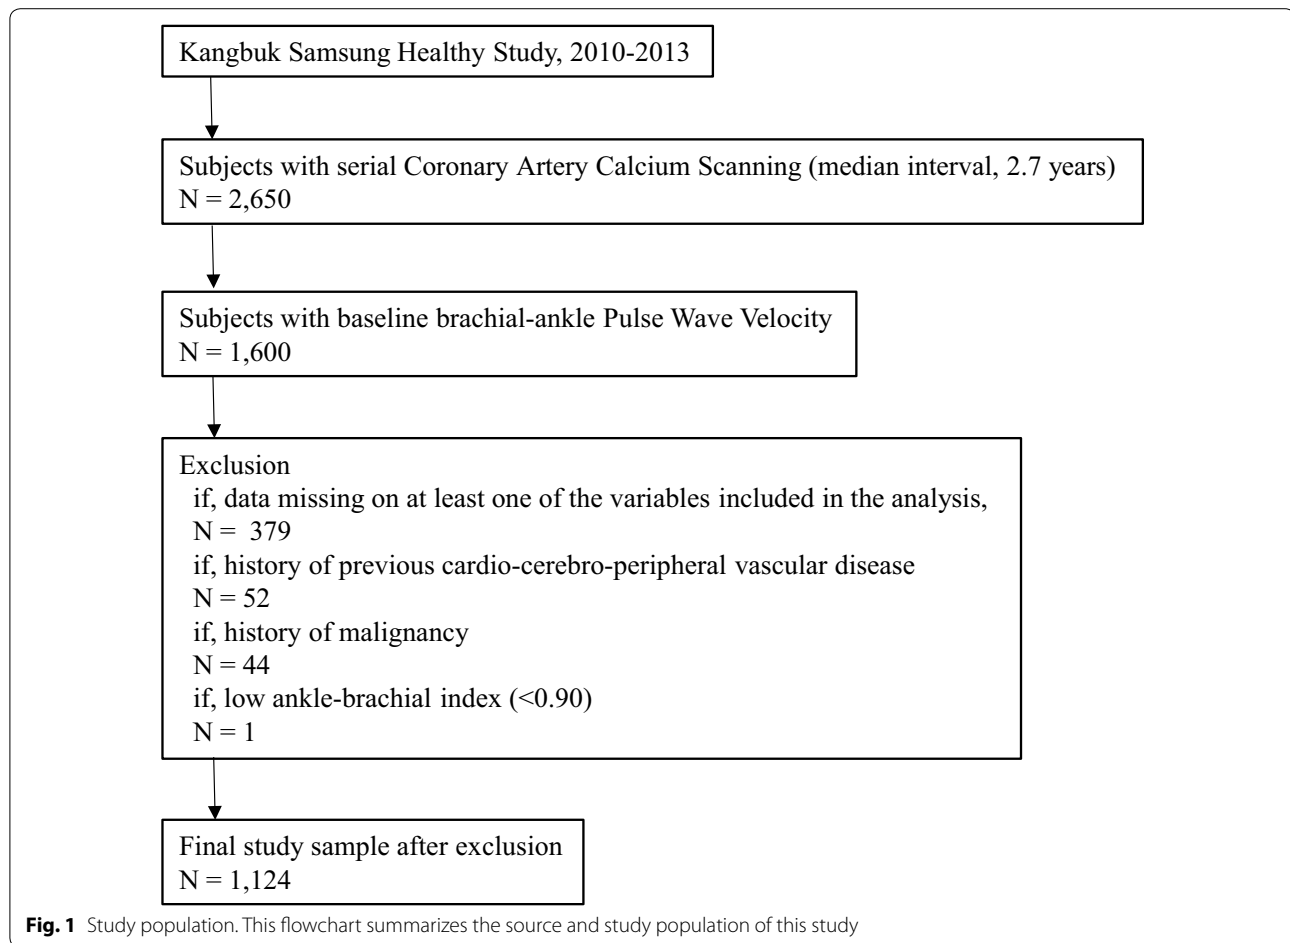 Kangbuk Samsung Healthy Study, 2010-2013
Subjects with serial Coronary Artery Calcium Scanning (median interval, 2.7 years)
N = 2,650
Subjects with baseline brachial-ankle Pulse Wave Velocity
N = 1,600
Exclusion
if, data missing on at least one of the variables included in the analysis,
N = 379
if, history of previous cardio-cerebro-peripheral vascular disease
N = 52
if, history of malignancy
N = 44
if, low ankle-brachial index (<0.90)
N = 1
Final study sample after exclusion
N = 1,124
Fig. 1 Study population. This flowchart summarizes the source and study population of this study